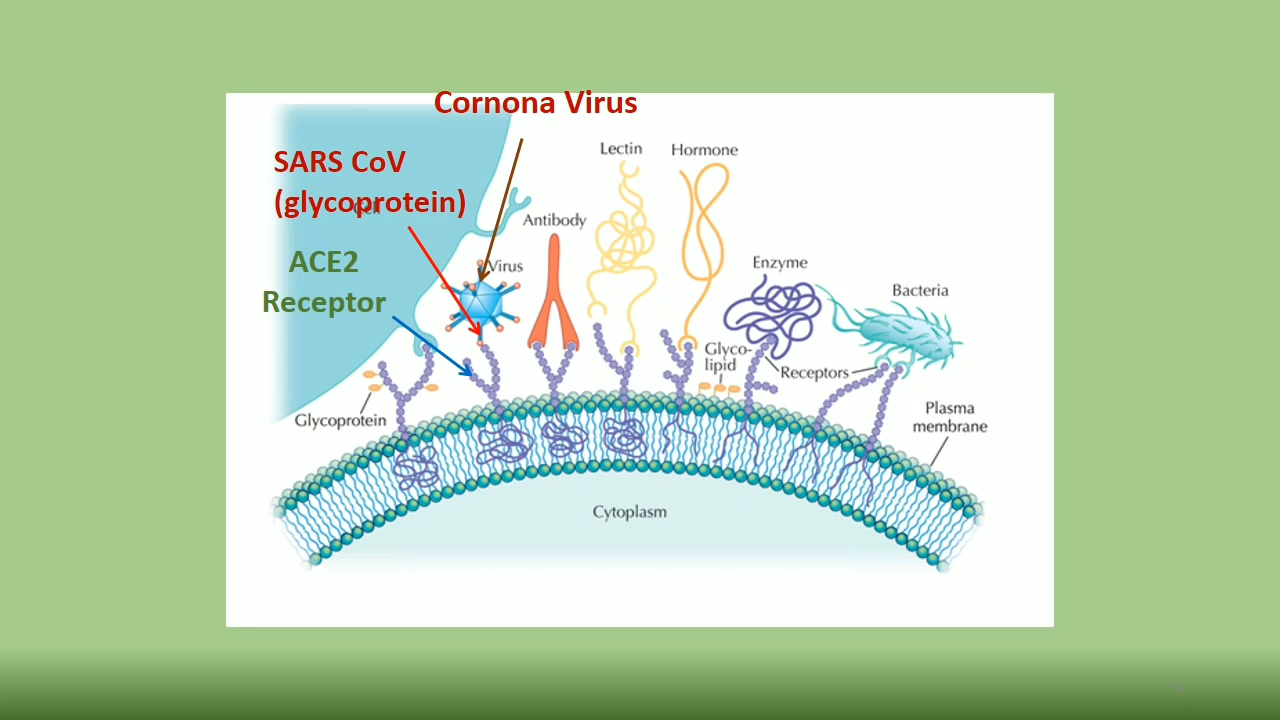 Cornona Virus
SARS CoV
(glycoprotein)
Cell
ACE2
Receptor
Virus
Antibody
Lectin
Hormone
Enzyme
Bacteria
Glyco-
lipid
Receptors
Glycoprotein
Plasma
membrane
Cytoplasm